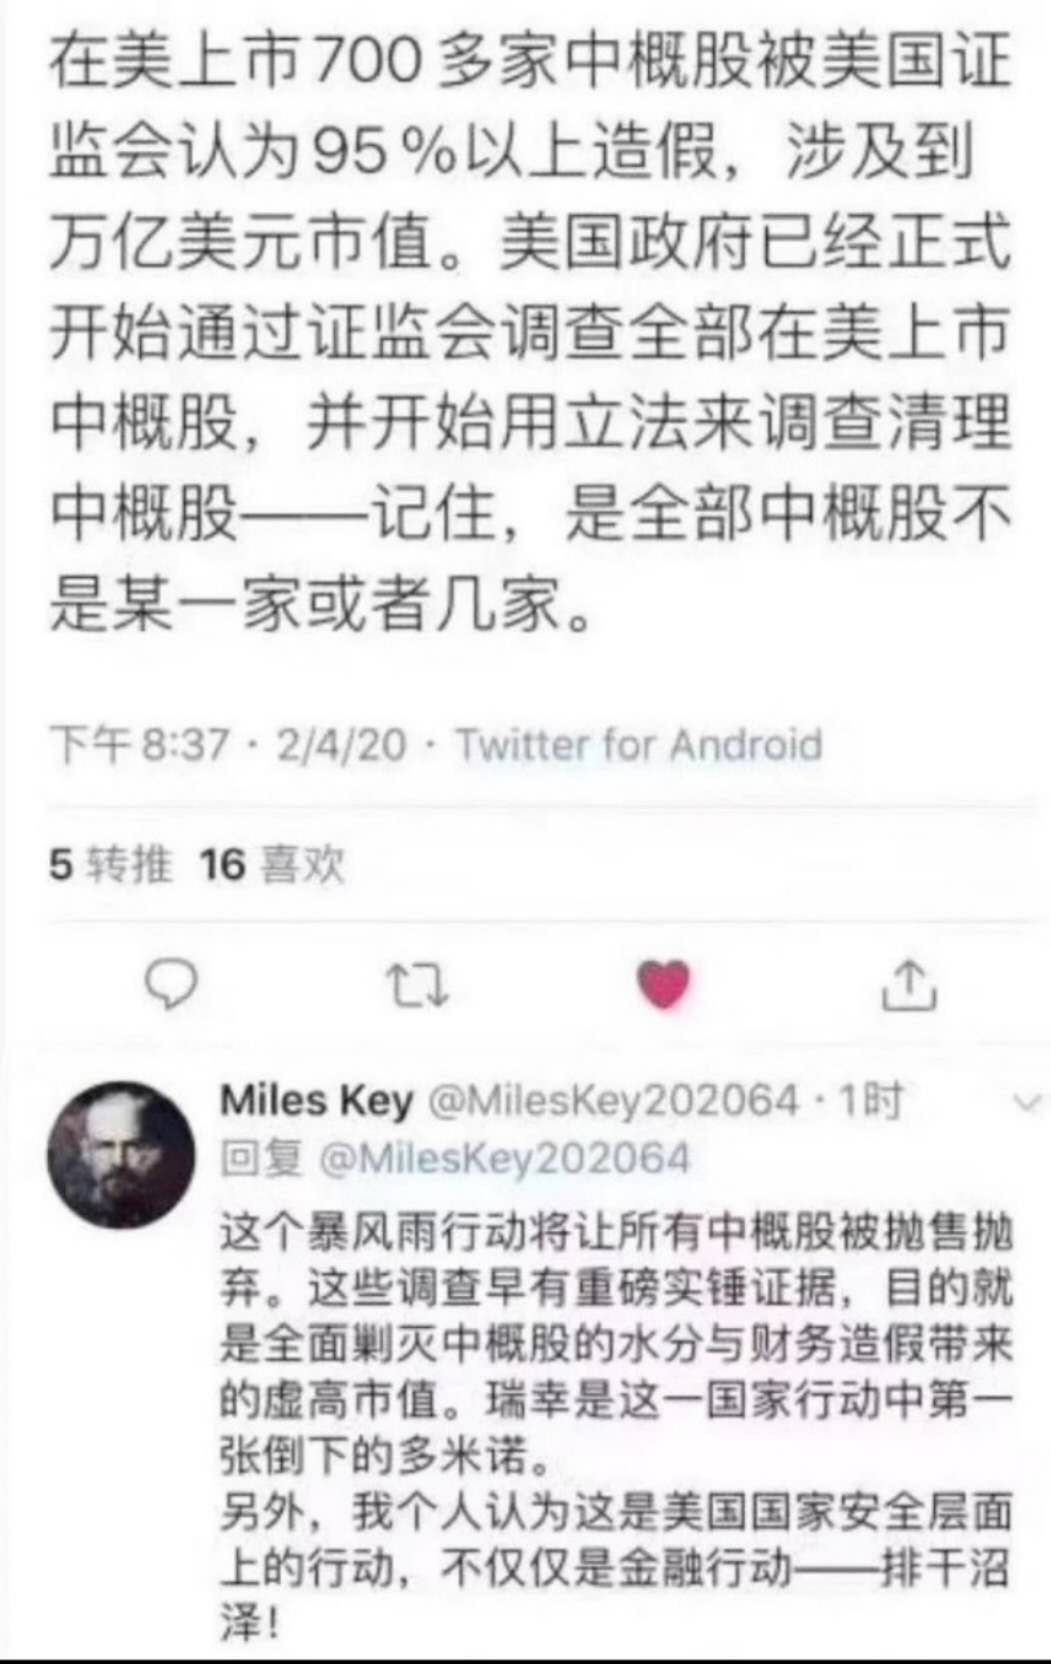 在美上市700多家中概股被美国证
监会认为95%以上造假，涉及到
万亿美元市值。美国政府已经正式
开始通过证监会调查全部在美上市
中概股，并开始用立法来调查清理
中概股——记住，是全部中概股不
是某一家或者几家。
下午8:37 · 2/4/20 · Twitter for Android
5 转推 16 喜欢
Miles Key @MilesKey202064 · 1时
回复 @MilesKey202064
这个暴风雨行动将让所有中概股被抛售抛
弃。这些调查早有重磅实锤证据，目的就
是全面剿灭中概股的水分与财务造假带来
的虚高市值。瑞幸是这一国家行动中第一
张倒下的多米诺。
另外，我个人认为这是美国国家安全层面
上的行动，不仅仅是金融行动——排干沼
泽！